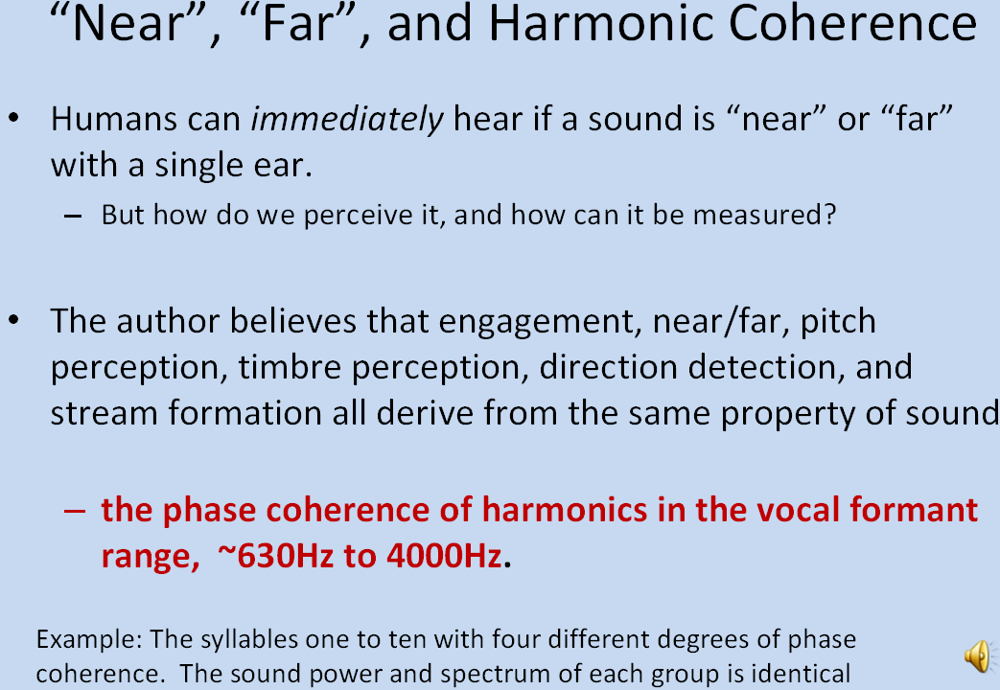 “Near”, “Far”, and Harmonic Coherence
• Humans can immediately hear if a sound is “near” or “far”
with a single ear.
– But how do we perceive it, and how can it be measured?
• The author believes that engagement, near/far, pitch
perception, timbre perception, direction detection, and
stream formation all derive from the same property of sound
– the phase coherence of harmonics in the vocal formant
range, ~630Hz to 4000Hz.
Example: The syllables one to ten with four different degrees of phase
coherence. The sound power and spectrum of each group is identical